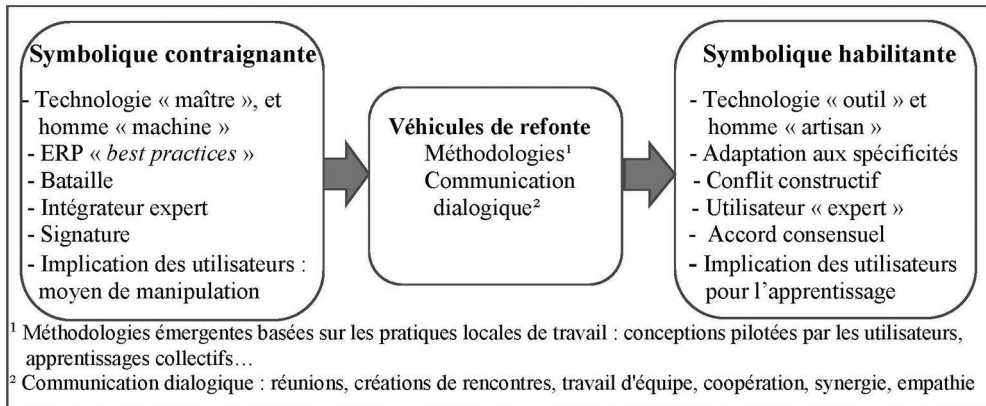 Symbolique contraignante
- Technologie « maître », et
homme « machine »
- ERP « best practices »
- Bataille
- Intégrateur expert
- Signature
- Implication des utilisateurs :
moyen de manipulation
Véhicules de refonte
Méthodologies¹
Communication
dialogique²
Symbolique habilitante
- Technologie « outil » et
homme « artisan »
- Adaptation aux spécificités
- Conflit constructif
- Utilisateur « expert »
- Accord consensuel
- Implication des utilisateurs
pour l’apprentissage
¹ Méthodologies émergentes basées sur les pratiques locales de travail : conceptions pilotées par les utilisateurs,
apprentissages collectifs…
² Communication dialogique : réunions, créations de rencontres, travail d'équipe, coopération, synergie, empathie